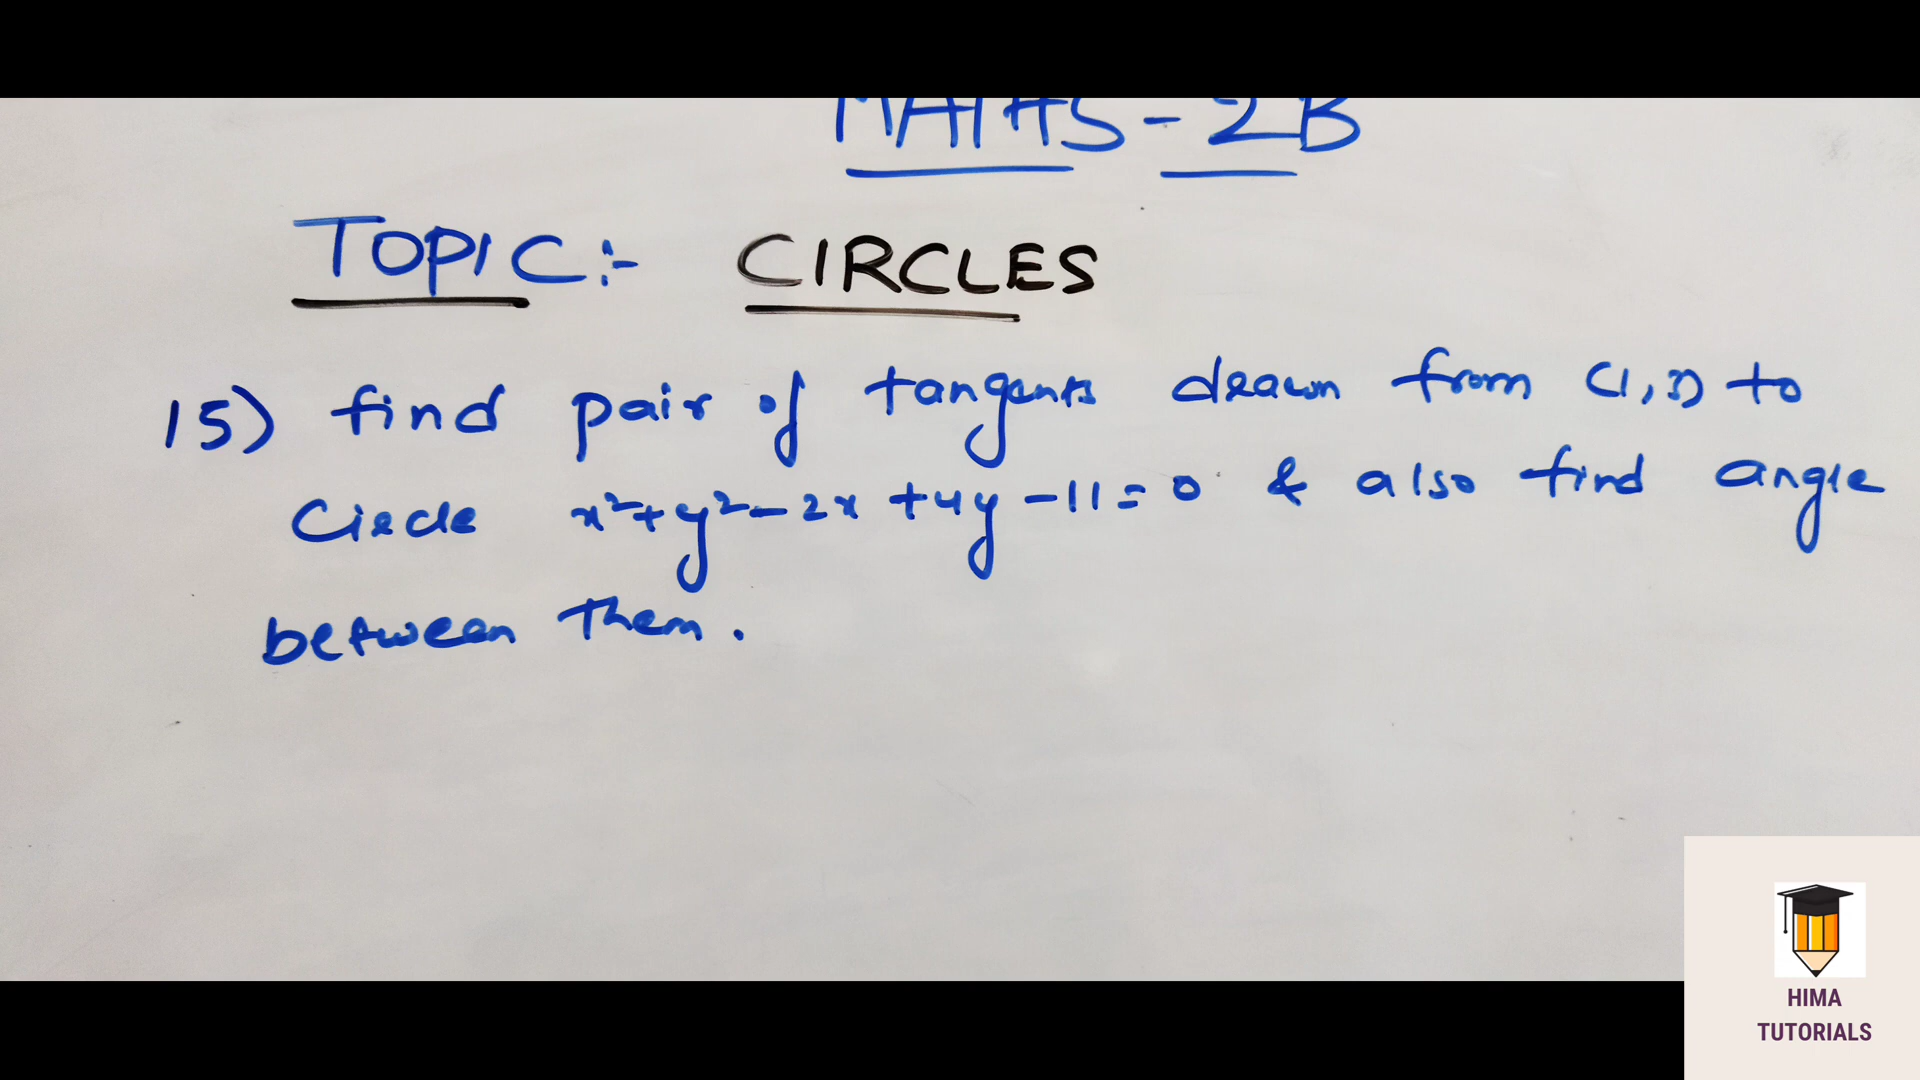 MATHS - 2B
TOPIC:- CIRCLES
15) find pair of tangents drawn from (1,3) to
Circle x²+y²-2x+4y-11=0 & also find angle
between them.
HIMA
TUTORIALS